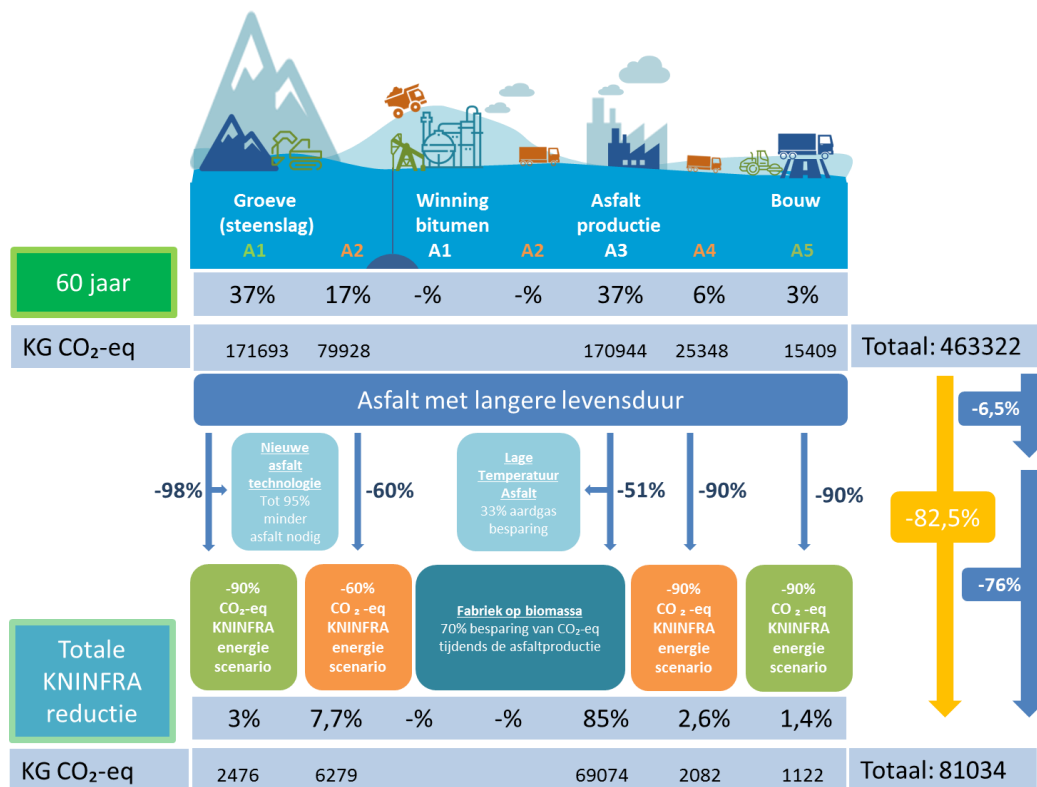 Groeve
(steenslag)
Winning
bitumen
Asfalt
productie
Bouw
A1
A2
A1
A2
A3
A4
A5
60 jaar
37%
17%
-%
-%
37%
6%
3%
KG CO₂-eq
171693
79928
170944
25348
15409
Totaal: 463322
Asfalt met langere levensduur
-6,5%
-98%
Nieuwe
asfalt
technologie
Tot 95%
minder
asfalt nodig
-60%
Lage
Temperatuur
Asfalt
33% aardgas
besparing
-51%
-90%
-90%
-82,5%
-76%
-90%
CO₂-eq
KNINFRA
energie
scenario
-60%
CO ₂ -eq
KNINFRA
energie
scenario
Fabriek op biomassa
70% besparing van CO₂-eq
tijdends de asfaltproductie
-90%
CO ₂ -eq
KNINFRA
energie
scenario
-90%
CO ₂ -eq
KNINFRA
energie
scenario
Totale
KNINFRA
reductie
3%
7,7%
-%
-%
85%
2,6%
1,4%
KG CO₂-eq
2476
6279
69074
2082
1122
Totaal: 81034